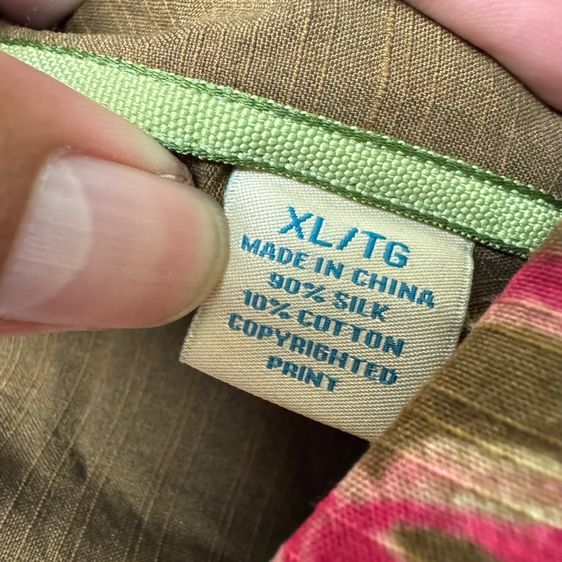 XL/TG
MADE IN CHINA
90% SILK
10% COTTON
COPYRIGHTED
PRINT